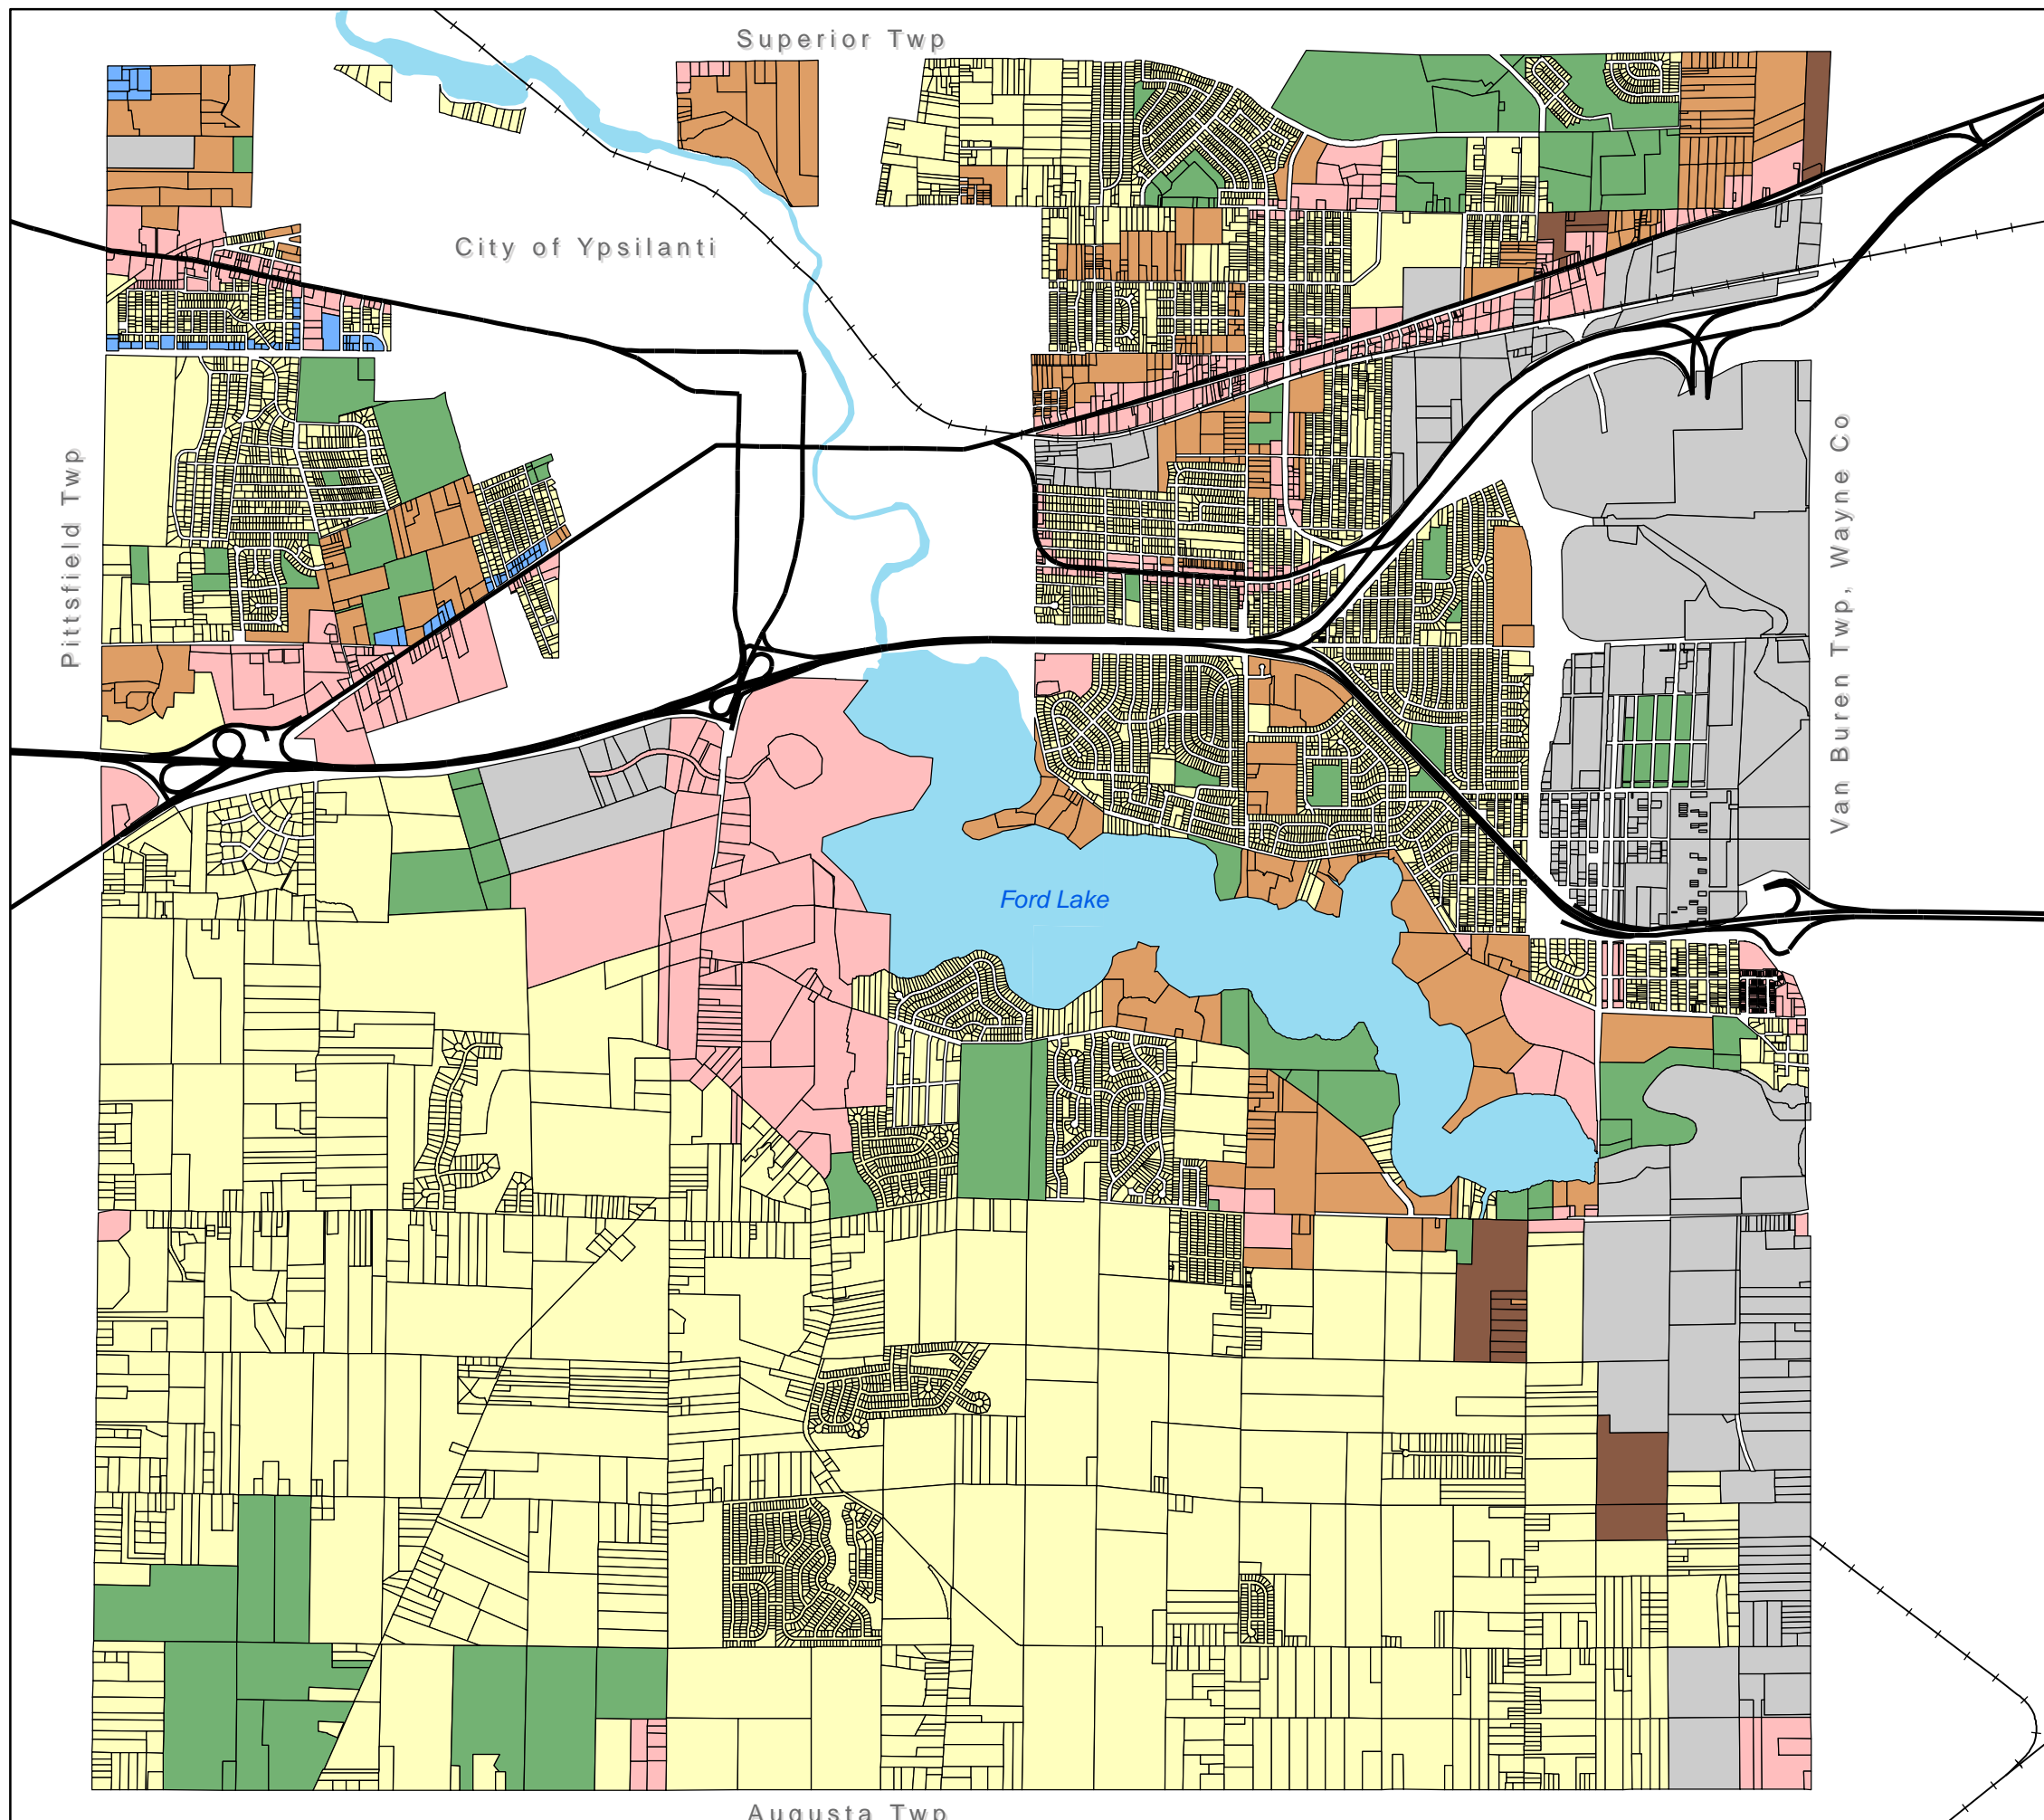 Superior Twp
City of Ypsilanti
Pittsfield Twp
Van Buren Twp, Wayne Co
Ford Lake
Augusta Twp